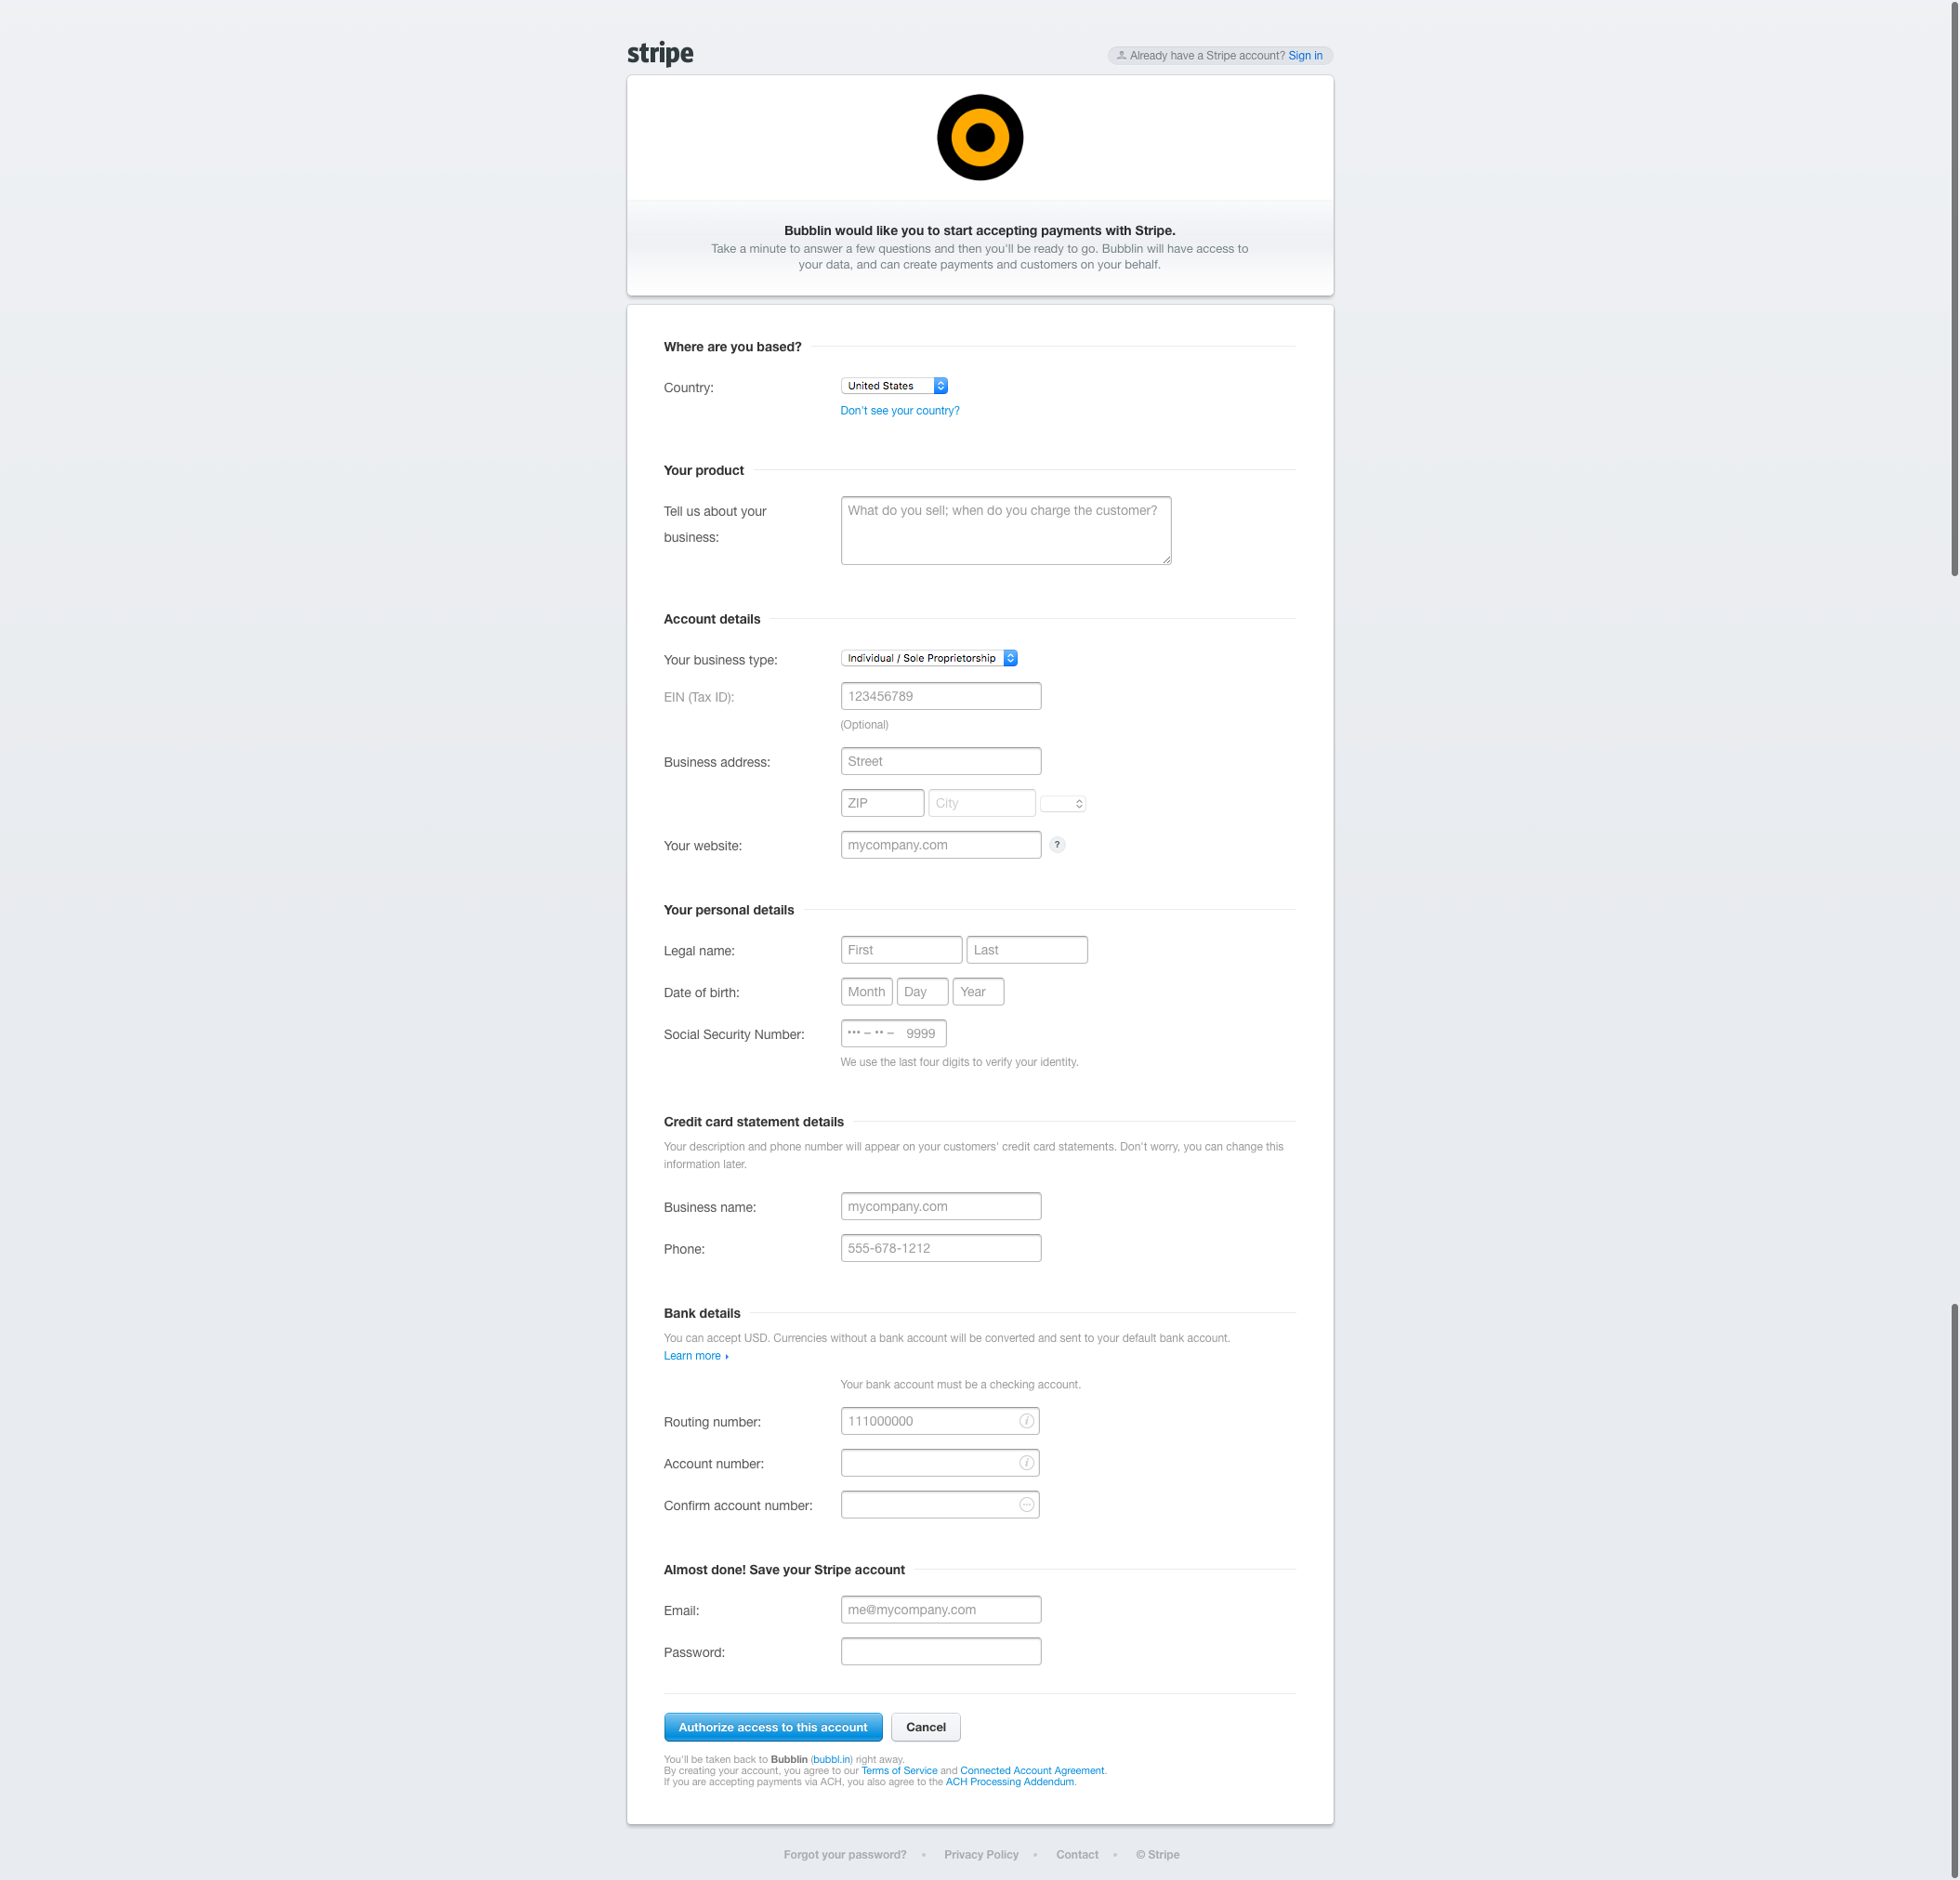 stripe
Already have a Stripe account? Sign in
Bubblin would like you to start accepting payments with Stripe.
Take a minute to answer a few questions and then you'll be ready to go. Bubblin will have access to
your data, and can create payments and customers on your behalf.
Where are you based?
Country: United States
Don't see your country?
Your product
Tell us about your
business:
What do you sell; when do you charge the customer?
Account details
Your business type: Individual / Sole Proprietorship
EIN (Tax ID): 123456789
(Optional)
Business address: Street
ZIP City
Your website: mycompany.com ?
Your personal details
Legal name: First Last
Date of birth: Month Day Year
Social Security Number: ••• – •• – 9999
We use the last four digits to verify your identity.
Credit card statement details
Your description and phone number will appear on your customers' credit card statements. Don't worry, you can change this
information later.
Business name: mycompany.com
Phone: 555-678-1212
Bank details
You can accept USD. Currencies without a bank account will be converted and sent to your default bank account.
Learn more
Your bank account must be a checking account.
Routing number: 111000000
Account number:
Confirm account number:
Almost done! Save your Stripe account
Email: me@mycompany.com
Password:
Authorize access to this account Cancel
You'll be taken back to Bubblin (bubbl.in) right away.
By creating your account, you agree to our Terms of Service and Connected Account Agreement.
If you are accepting payments via ACH, you also agree to the ACH Processing Addendum.
Forgot your password? • Privacy Policy • Contact • © Stripe